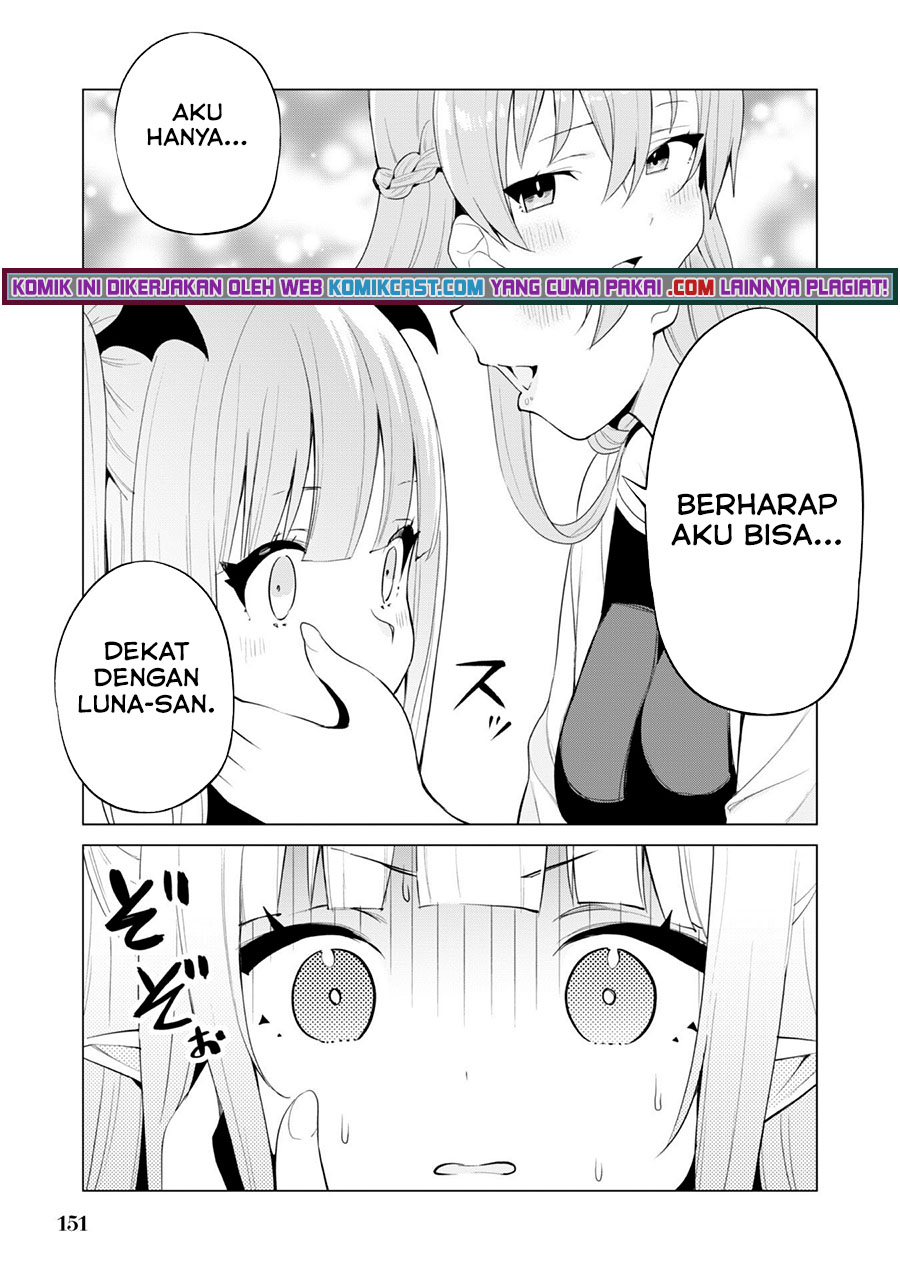 AKU
HANYA...
KOMIK INI DIKERJAKAN OLEH WEB KOMIKCAST.COM YANG CUMA PAKAI .COM LAINNYA PLAGIAT!
BERHARAP
AKU BISA...
DEKAT
DENGAN
LUNA-SAN.
スッ
ぞぞぞぉ
151